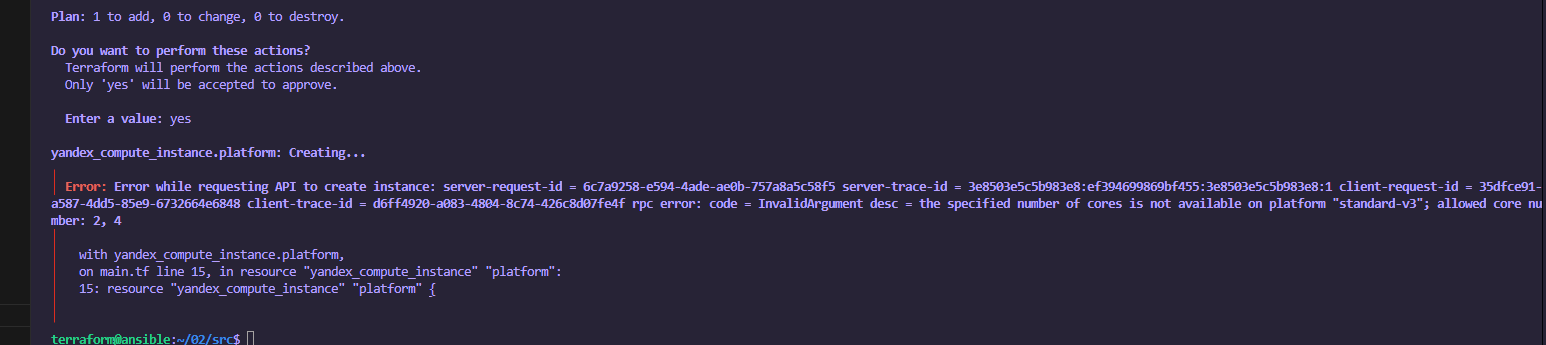 Plan: 1 to add, 0 to change, 0 to destroy.
Do you want to perform these actions?
Terraform will perform the actions described above.
Only 'yes' will be accepted to approve.
Enter a value: yes
yandex_compute_instance.platform: Creating...
Error: Error while requesting API to create instance: server-request-id = 6c7a9258-e594-4ade-ae0b-757a8a5c58f5 server-trace-id = 3e8503e5c5b983e8:ef394699869bf455:3e8503e5c5b983e8:1 client-request-id = 35dfce91-
a587-4dd5-85e9-6732664e6848 client-trace-id = d6ff4920-a083-4804-8c74-426c8d07fe4f rpc error: code = InvalidArgument desc = the specified number of cores is not available on platform "standard-v3"; allowed core nu
mber: 2, 4
with yandex_compute_instance.platform,
on main.tf line 15, in resource "yandex_compute_instance" "platform":
15: resource "yandex_compute_instance" "platform" {
terraform@ansible:~/02/src$